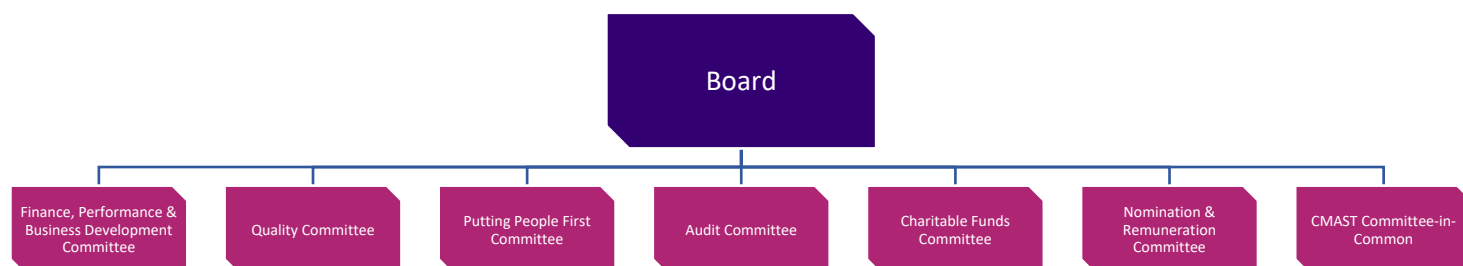 Board
Finance, Performance &
Business Development
Committee
Quality Committee
Putting People First
Committee
Audit Committee
Charitable Funds
Committee
Nomination &
Remuneration
Committee
CMAST Committee-in-
Common